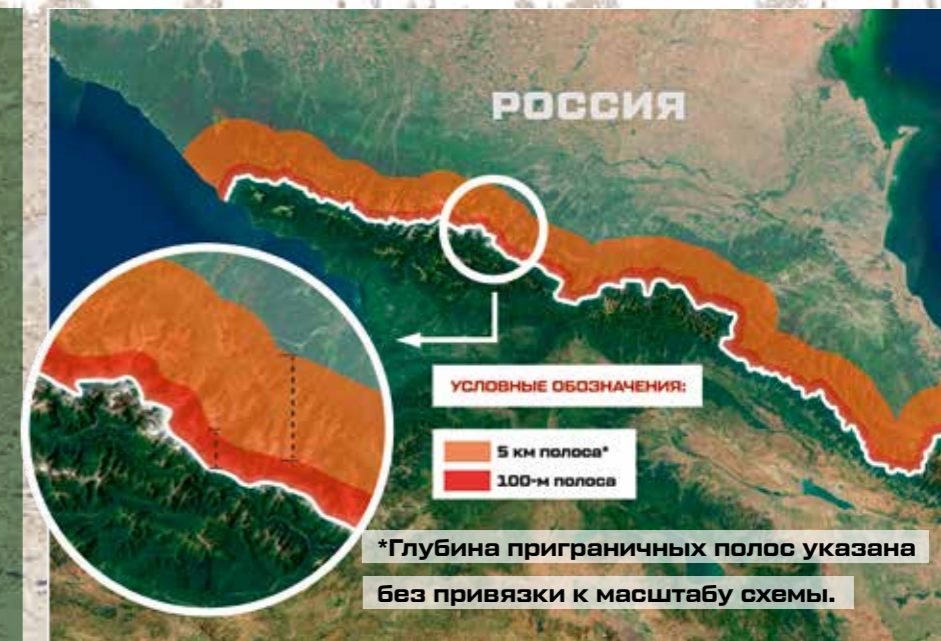 РОССИЯ
УСЛОВНЫЕ ОБОЗНАЧЕНИЯ:
5 км полоса*
100-м полоса
*Глубина приграничных полос указана
без привязки к масштабу схемы.